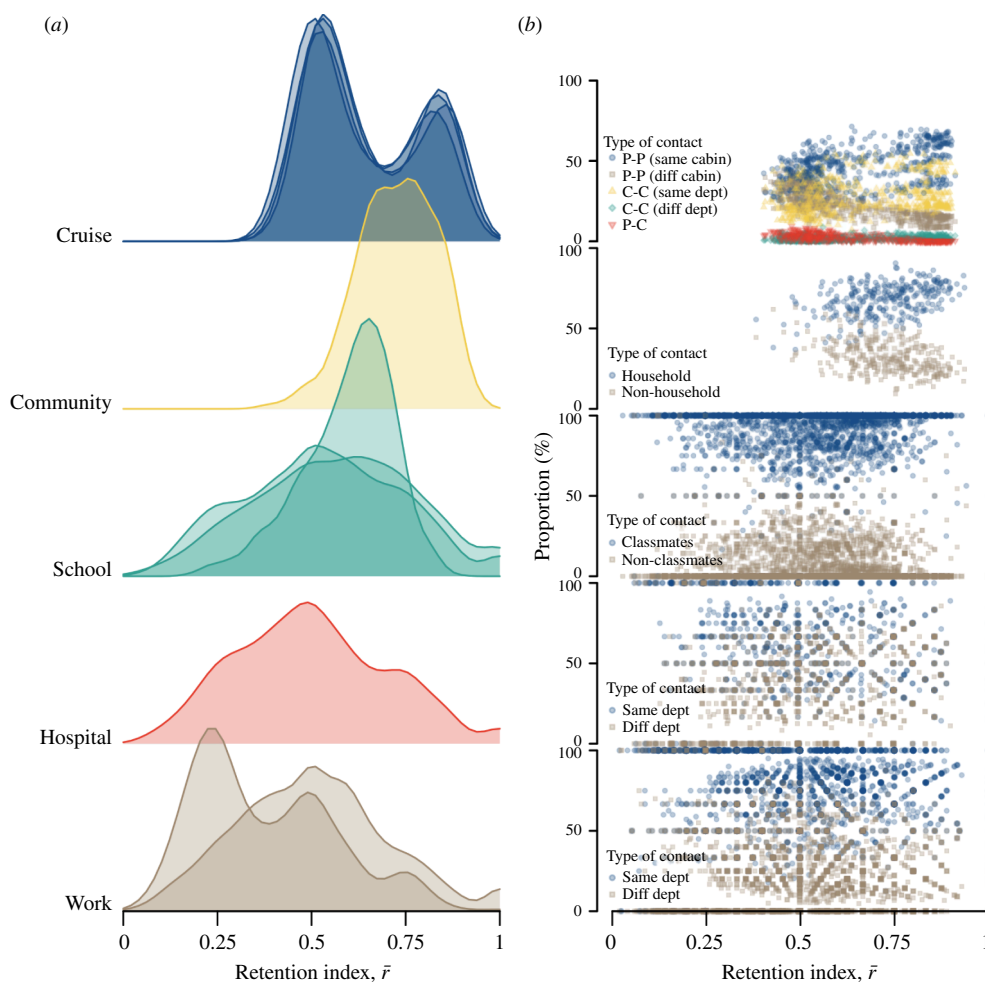 (a)
Cruise
Community
School
Hospital
Work
0
0.25
0.5
0.75
1
Retention index, r̄
(b)
Proportion (%)
100
Type of contact
P-P (same cabin)
P-P (diff cabin)
50
C-C (same dept)
C-C (diff dept)
P-C
0
100
50
Type of contact
Household
Non-household
0
100
50
Type of contact
Classmates
Non-classmates
0
100
50
Type of contact
Same dept
Diff dept
0
100
50
Type of contact
Same dept
Diff dept
0
0
0.25
0.5
0.75
1
Retention index, r̄